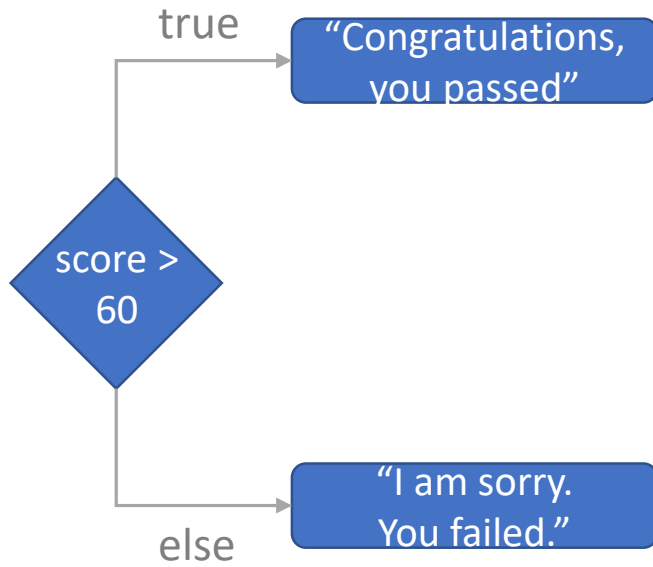 true
“Congratulations,
you passed”
score >
60
“I am sorry.
You failed.”
else